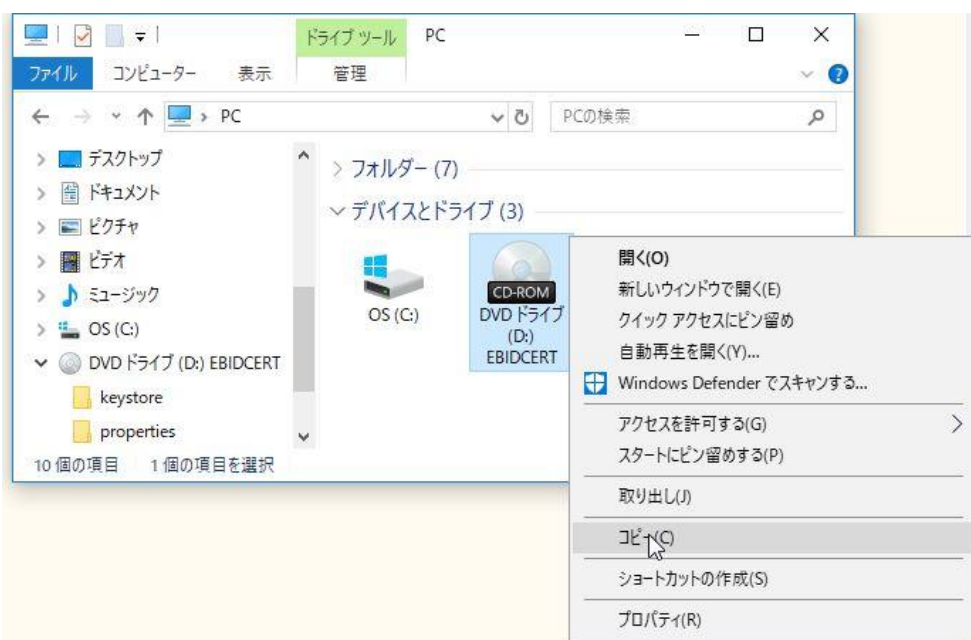 ドライブ ツール PC
ファイル コンピューター 表示 管理
PC PCの検索
デスクトップ
ドキュメント
ピクチャ
ビデオ
ミュージック
OS (C:)
DVD ドライブ (D:) EBIDCERT
keystore
properties
フォルダー (7)
デバイスとドライブ (3)
OS (C:)
CD-ROM
DVD ドライブ
(D:)
EBIDCERT
10 個の項目 1 個の項目を選択
開く(O)
新しいウィンドウで開く(E)
クイック アクセスにピン留め
自動再生を開く(Y)...
Windows Defender でスキャンする...
アクセスを許可する(G)
スタートにピン留めする(P)
取り出し(J)
コピー(C)
ショートカットの作成(S)
プロパティ(R)